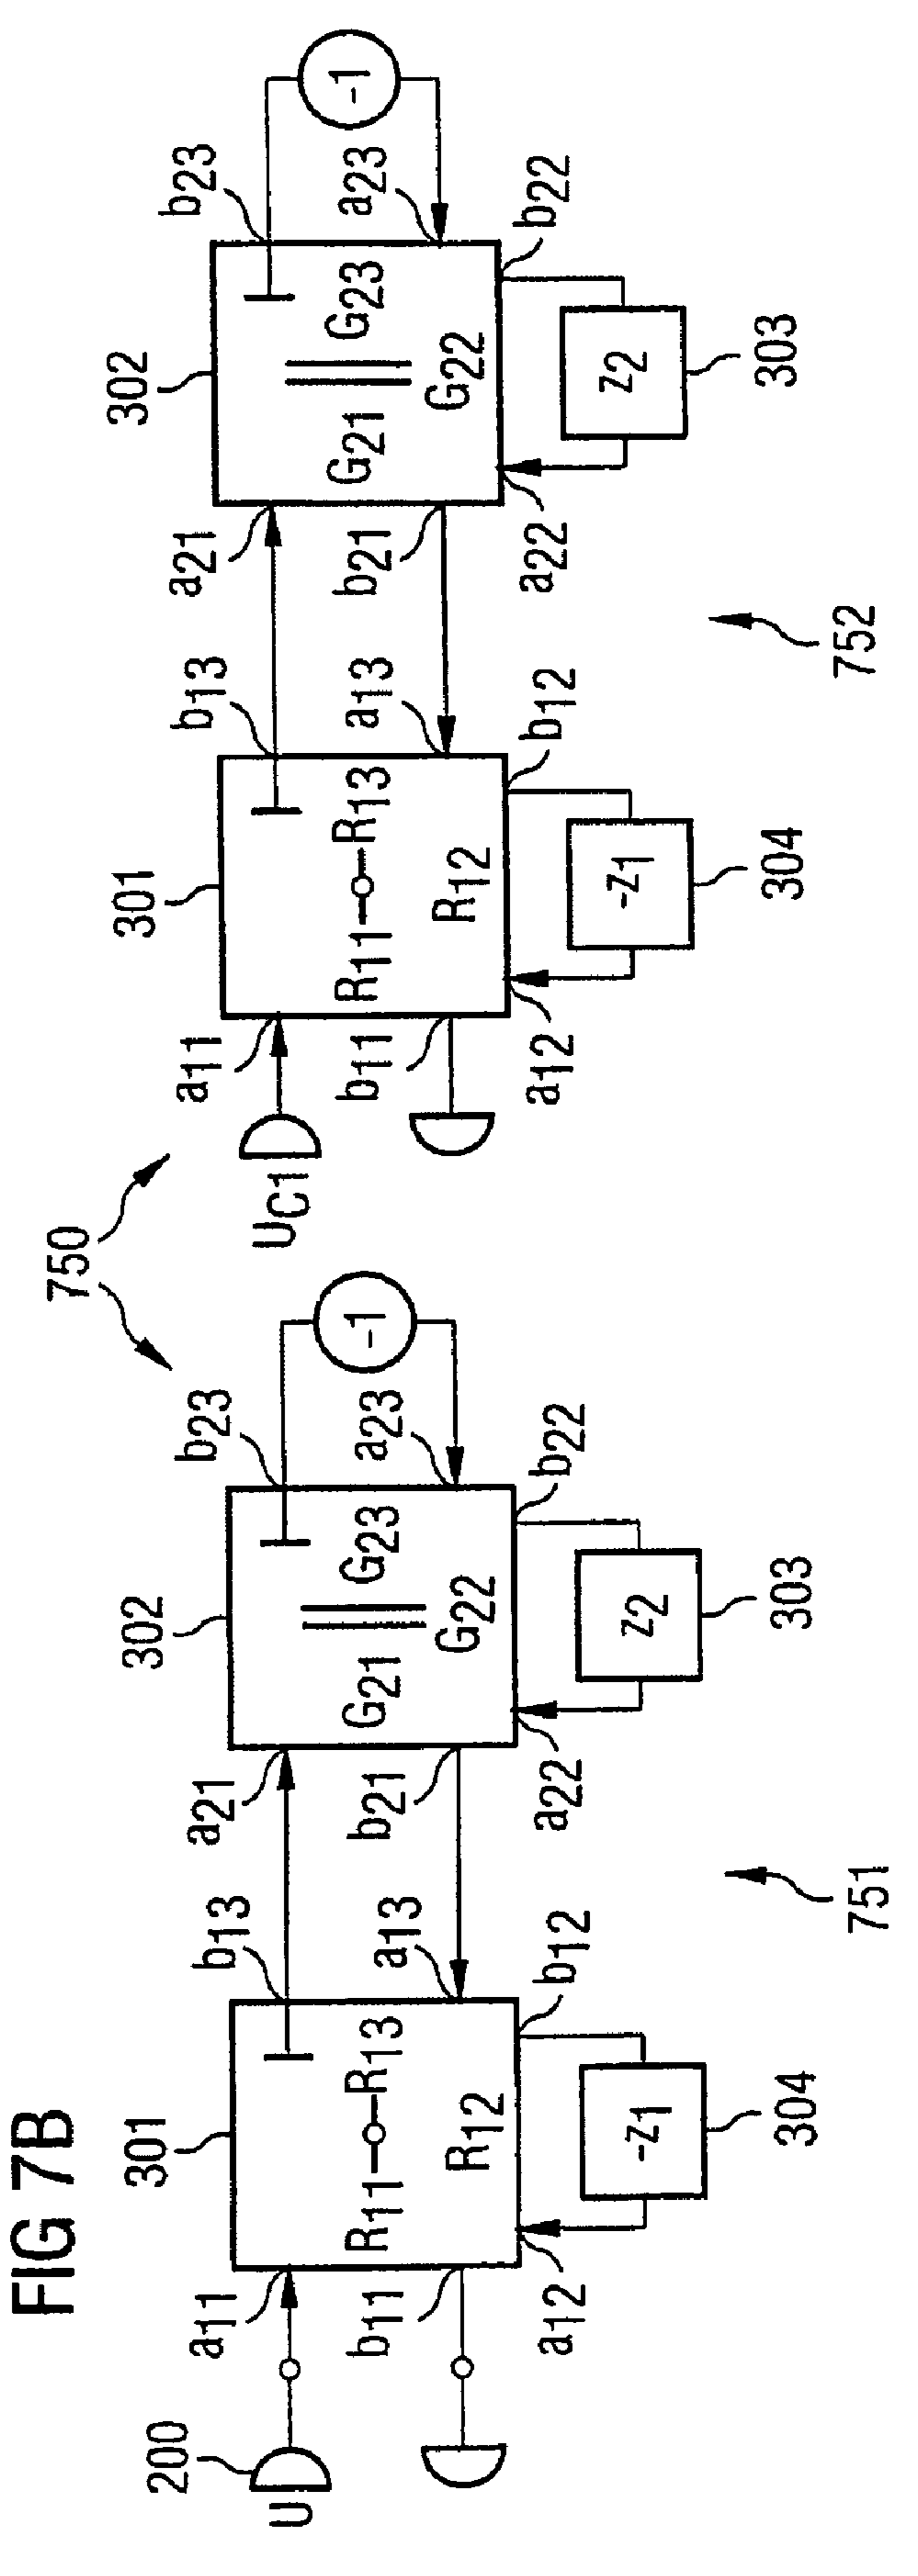 FIG 7B
750
200
U
a11
b11
301
R11
R13
R12
b13
a13
a12
b12
-z1
304
302
a21
b21
G21
G23
G22
b23
a23
-1
a22
b22
z2
303
751
UC1
a11
b11
301
R11
R13
R12
b13
a13
a12
b12
-z1
304
302
a21
b21
G21
G23
G22
b23
a23
-1
a22
b22
z2
303
752